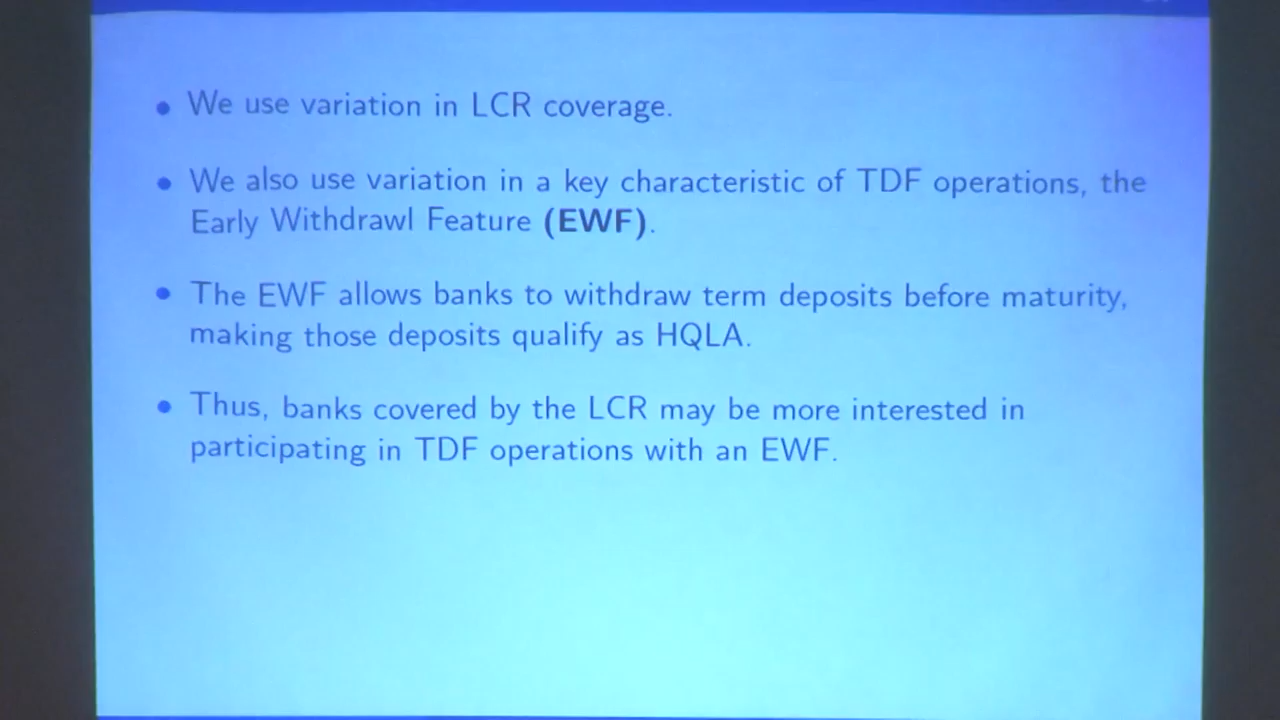 • We use variation in LCR coverage.
• We also use variation in a key characteristic of TDF operations, the
Early Withdrawl Feature (EWF).
• The EWF allows banks to withdraw term deposits before maturity,
making those deposits qualify as HQLA.
• Thus, banks covered by the LCR may be more interested in
participating in TDF operations with an EWF.